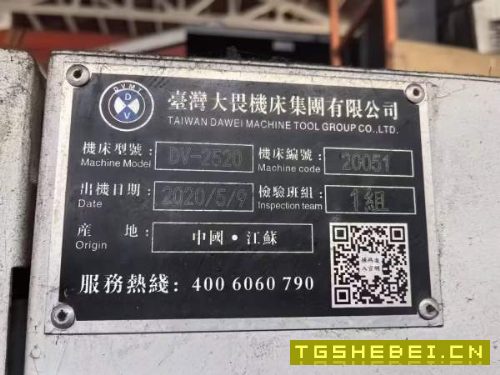 DVMT
DV
臺灣大畏機床集團有限公司
TAIWAN DAWEI MACHINE TOOL GROUP CO.,LTD.
機床型號: DV-2520 機床編號: 20051
Machine Model Machine code
出機日期: 2020/5/9 檢驗班組: 1組
Date Inspection team
產 地: 中國·江蘇
Origin
服務熱綫: 400 6060 790
TGSHEBEI.CN